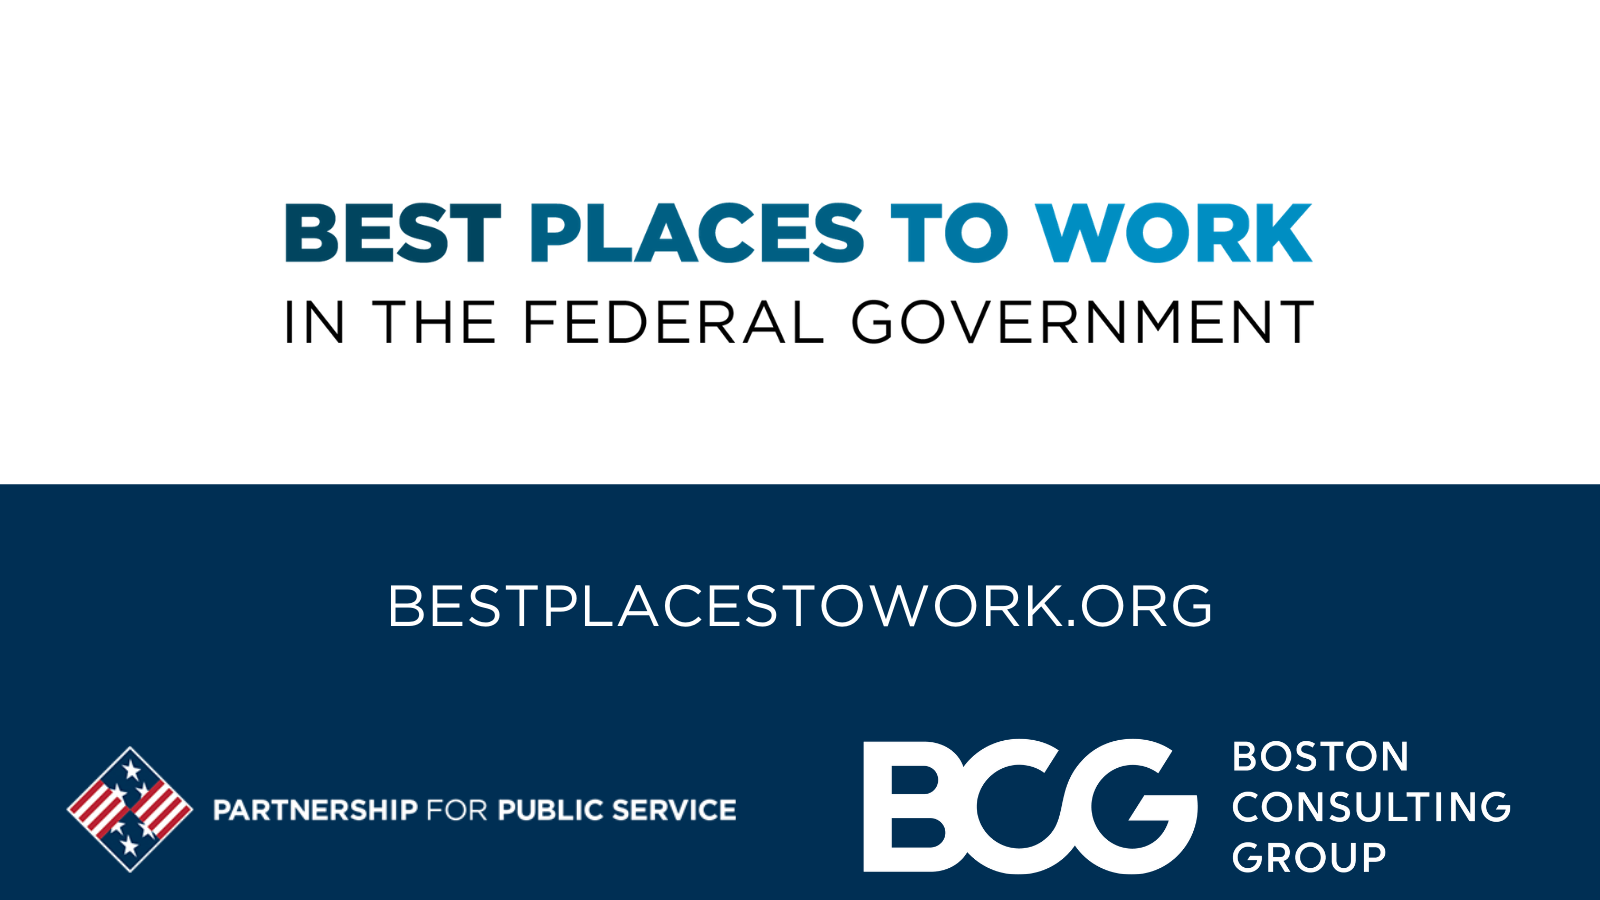 BEST PLACES TO WORK
IN THE FEDERAL GOVERNMENT
BESTPLACESTOWORK.ORG
PARTNERSHIP FOR PUBLIC SERVICE
BCG
BOSTON
CONSULTING
GROUP